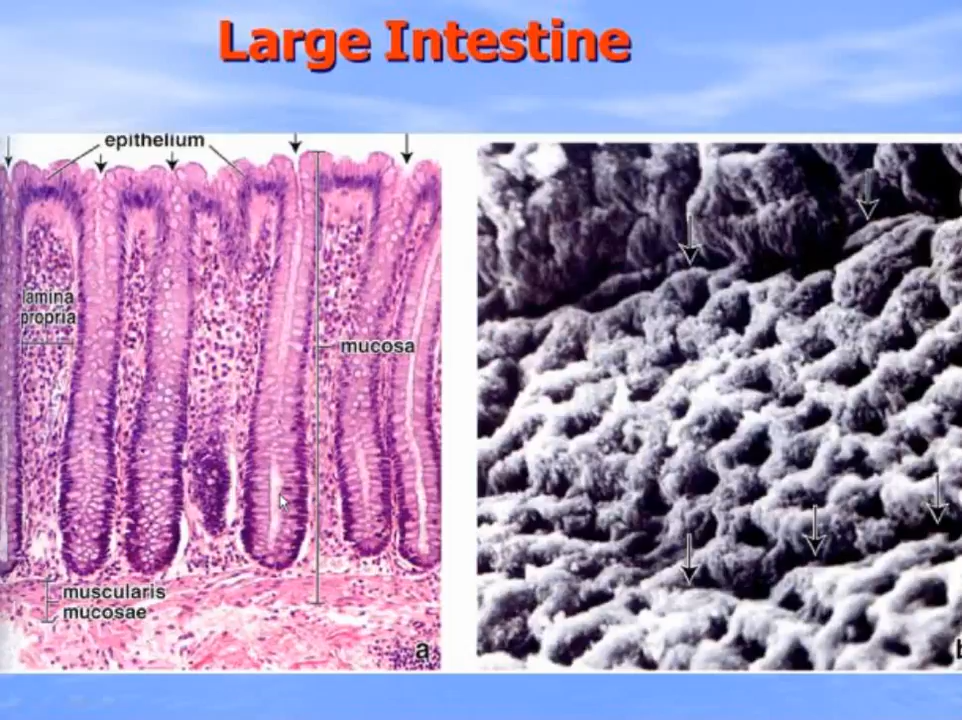 Large Intestine
epithelium
lamina
propria
mucosa
muscularis
mucosae
a
b